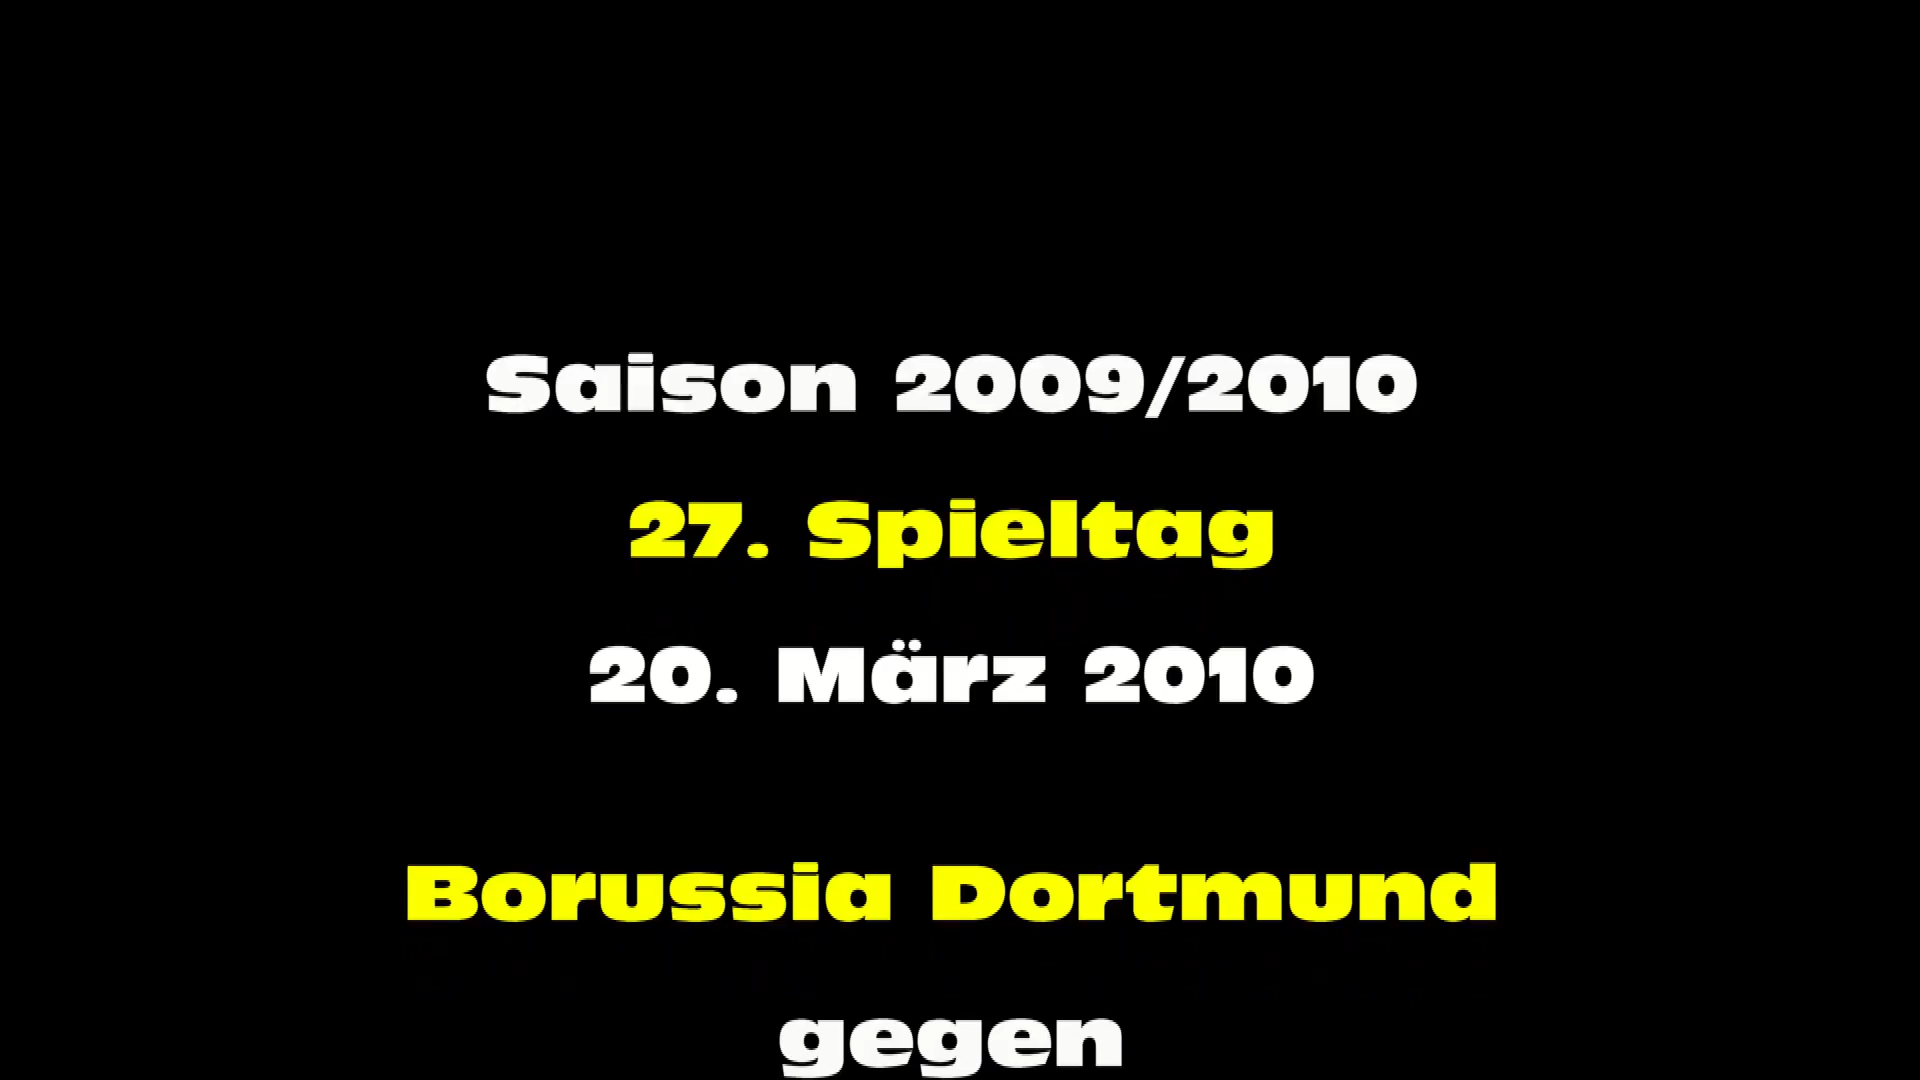 Saison 2009/2010
27. Spieltag
20. März 2010
Borussia Dortmund
gegen